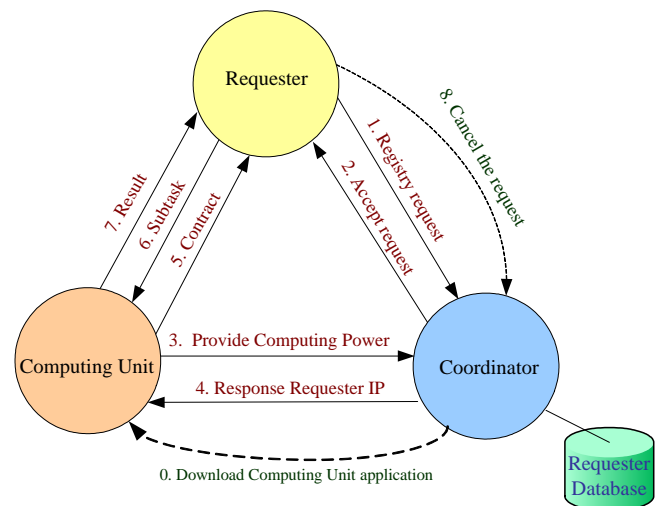 Requester
1. Registry request
2. Accept request
8. Cancel the request
7. Result
6. Subtask
5. Contract
3. Provide Computing Power
Computing Unit
Coordinator
4. Response Requester IP
0. Download Computing Unit application
Requester
Database